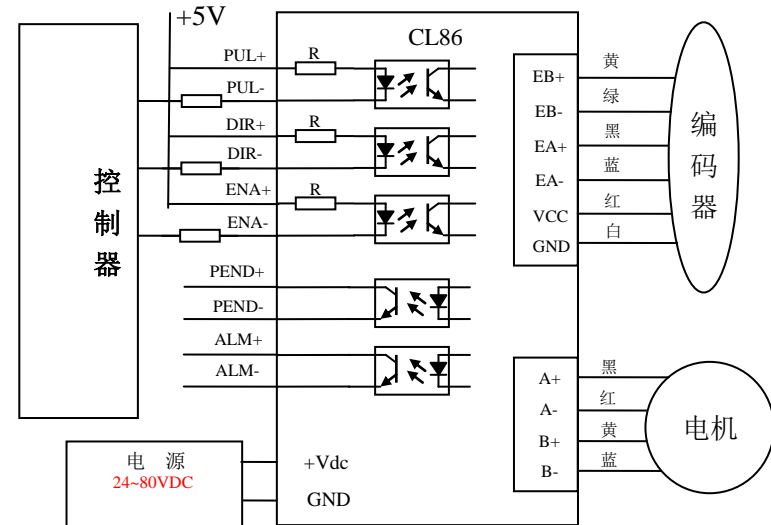 +5V
CL86
PUL+
R
PUL-
DIR+
R
DIR-
ENA+
R
ENA-
PEND+
PEND-
ALM+
ALM-
控制器
电 源
24~80VDC
+Vdc
GND
EB+
黄
EB-
绿
EA+
黑
EA-
蓝
VCC
红
GND
白
编码器
A+
黑
A-
红
B+
黄
B-
蓝
电机